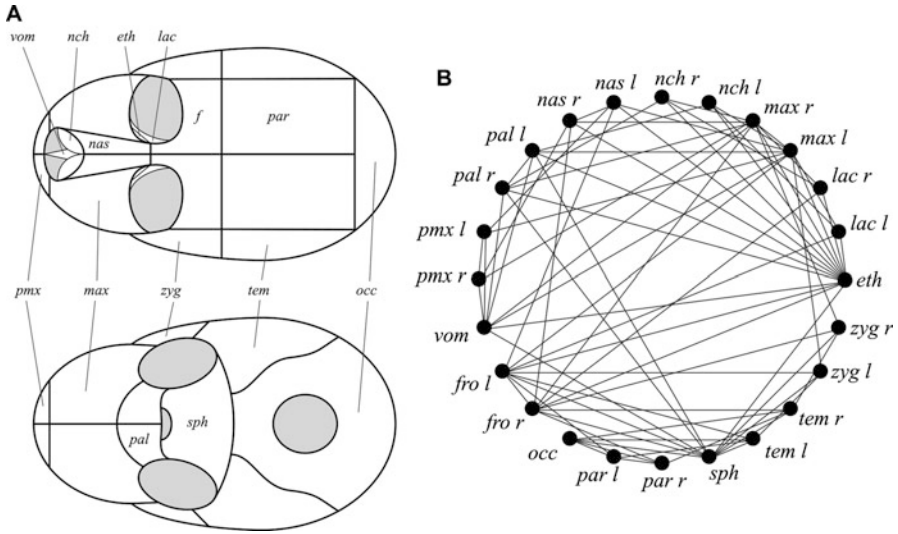 A
vom nch eth lac
nas f par
pmx max zyg tem occ
pal sph
B
nch r
nch l
nas l
nas r
max r
pal l
max l
pal r
lac r
pmx l
lac l
pmx r
eth
vom
zyg r
fro l
zyg l
fro r
tem r
occ
tem l
par l
par r
sph